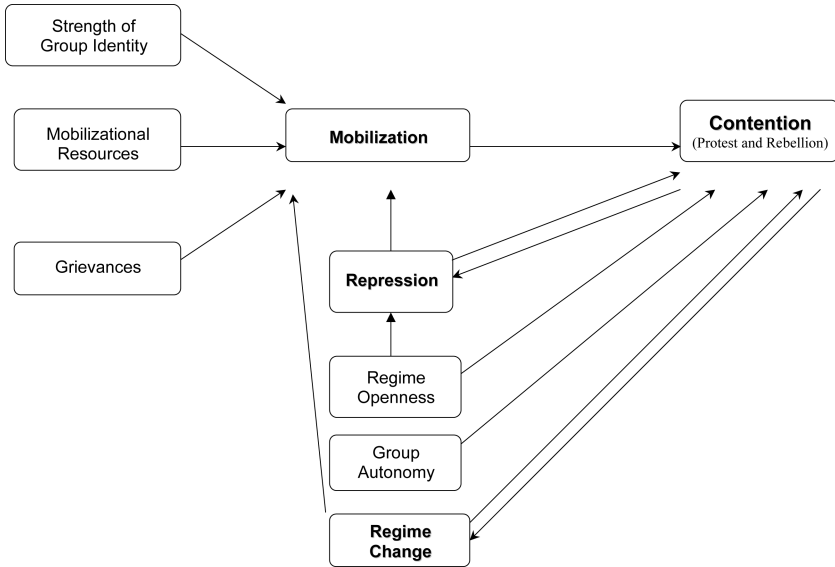 Strength of
Group Identity
Mobilizational
Resources
Mobilization
Contention
(Protest and Rebellion)
Grievances
Repression
Regime
Openness
Group
Autonomy
Regime
Change